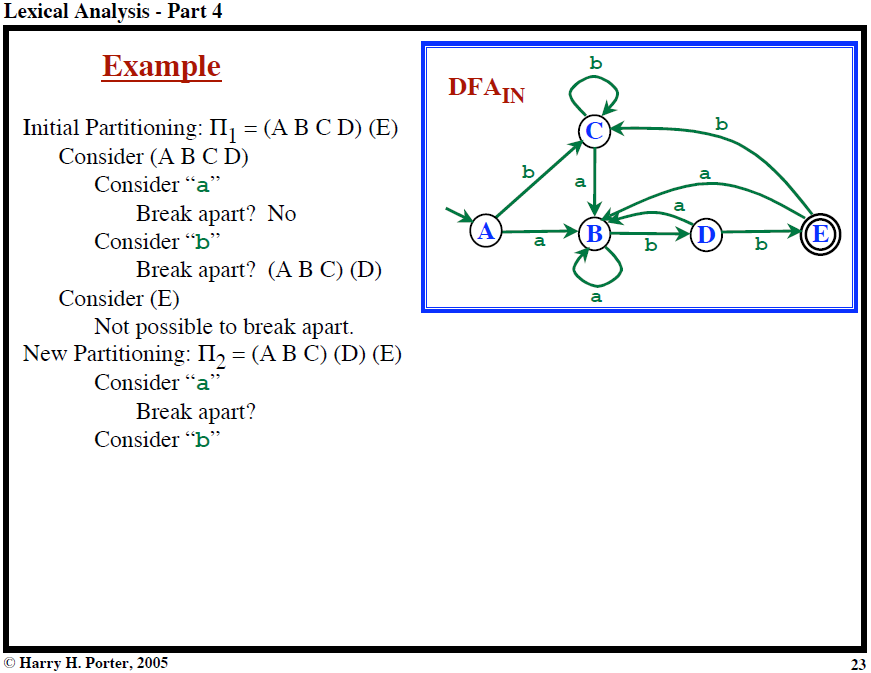 Lexical Analysis - Part 4
Example
Initial Partitioning: Π1 = (A B C D) (E)
Consider (A B C D)
Consider “a”
Break apart? No
Consider “b”
Break apart? (A B C) (D)
Consider (E)
Not possible to break apart.
New Partitioning: Π2 = (A B C) (D) (E)
Consider “a”
Break apart?
Consider “b”
DFAIN
b
C
b
b
a
a
a
A
a
B
b
D
b
E
a
© Harry H. Porter, 2005
23